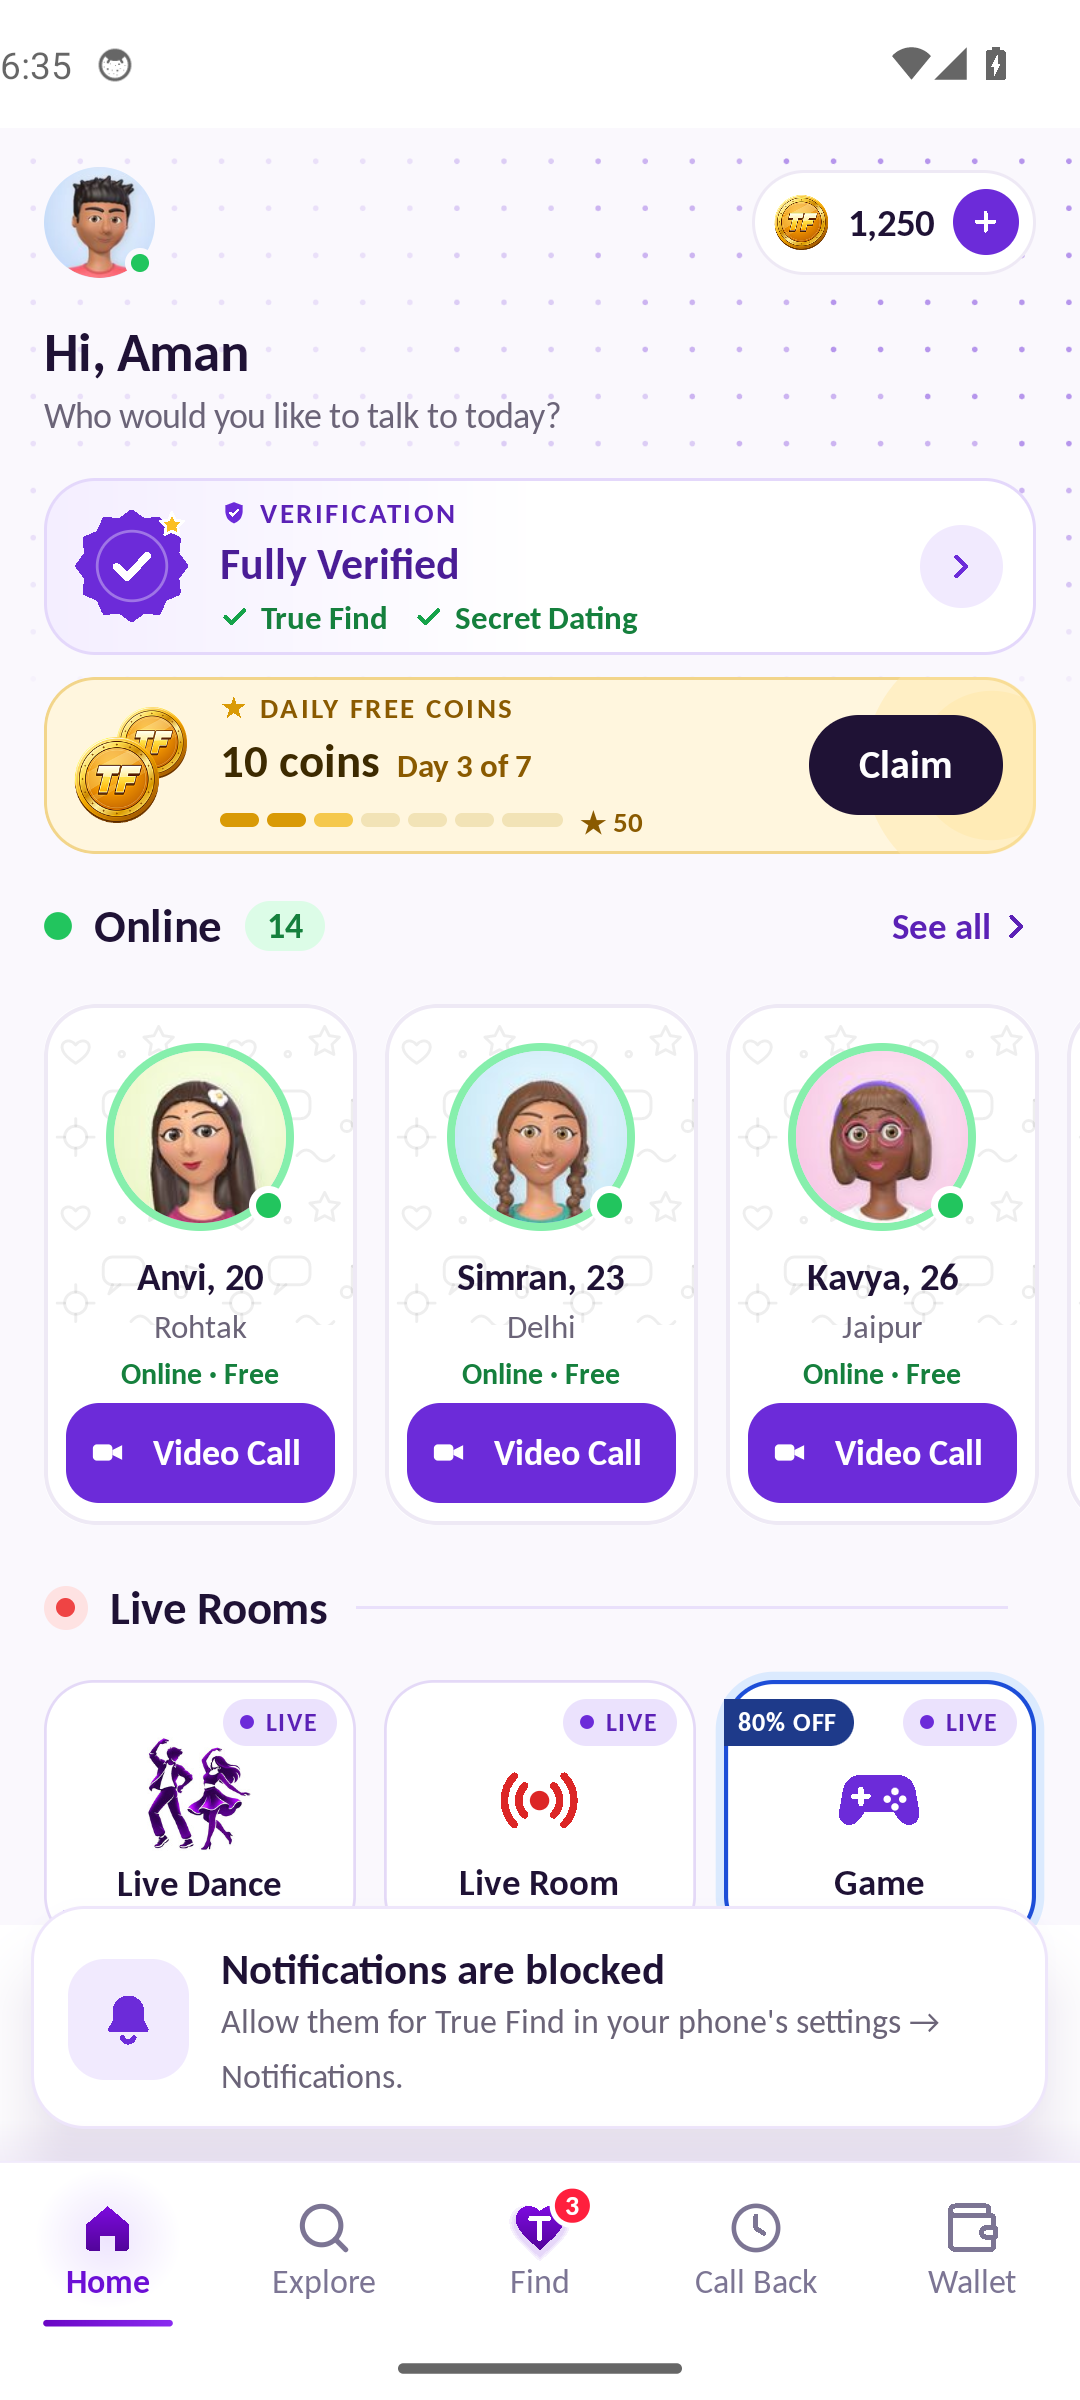 6:35
TF 1,250
Hi, Aman
Who would you like to talk to today?
VERIFICATION
Fully Verified
True Find Secret Dating
DAILY FREE COINS
TF TF
10 coins Day 3 of 7
Claim
★ 50
Online 14 See all
Anvi, 20 Simran, 23 Kavya, 26
Rohtak Delhi Jaipur
Online · Free Online · Free Online · Free
Video Call Video Call Video Call
Live Rooms
LIVE LIVE 80% OFF LIVE
Live Dance Live Room Game
Notifications are blocked
Allow them for True Find in your phone's settings →
Notifications.
T 3
Home Explore Find Call Back Wallet